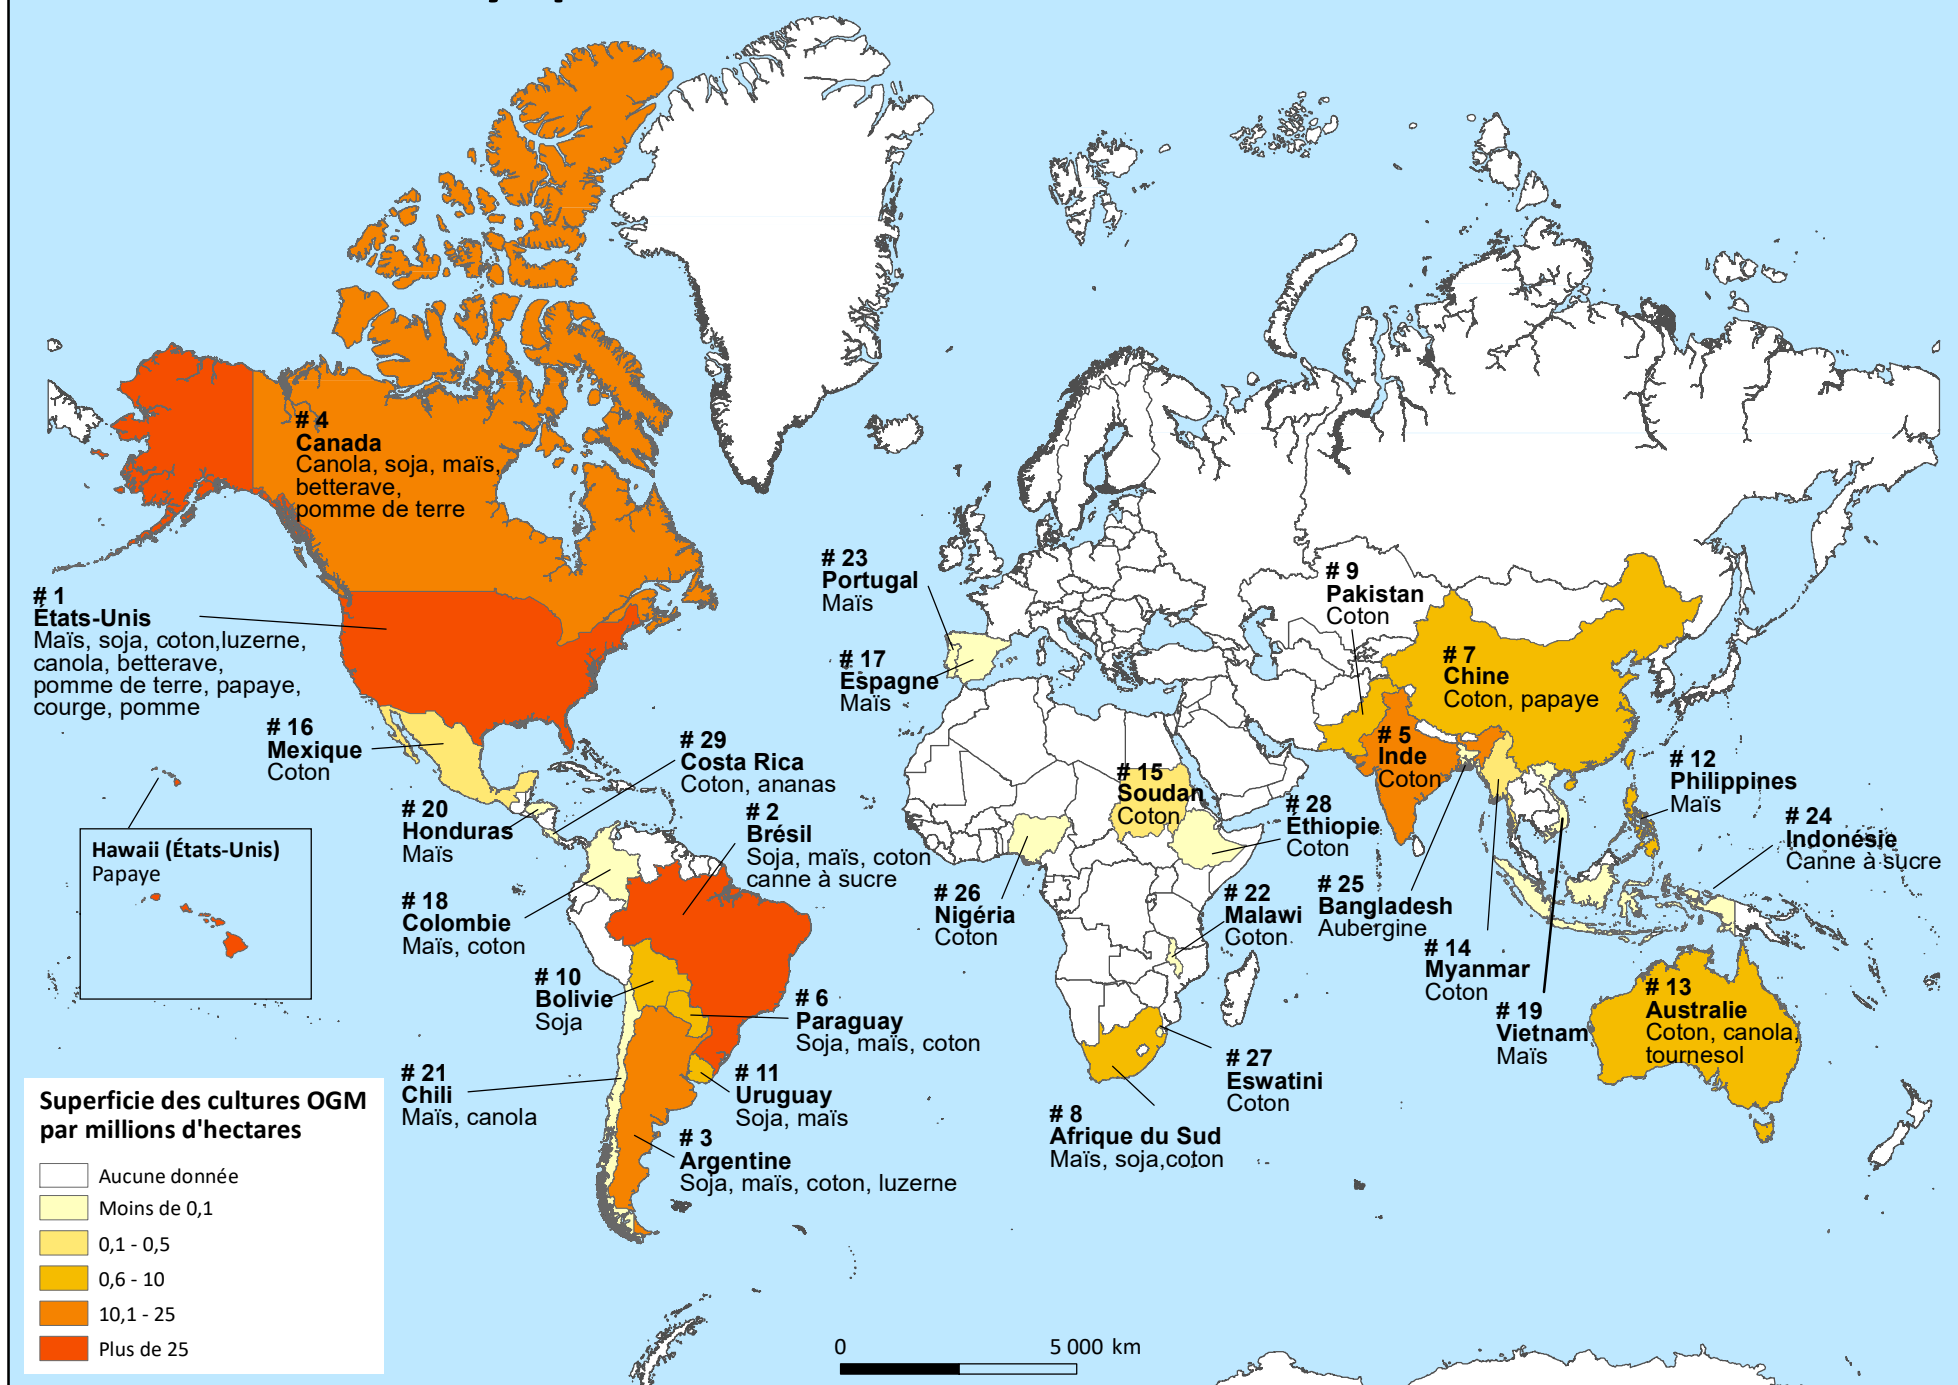 # 4
Canada
Canola, soja, maïs,
betterave,
pomme de terre
# 1
États-Unis
Maïs, soja, coton,luzerne,
canola, betterave,
pomme de terre, papaye,
courge, pomme
# 16
Mexique
Coton
# 29
Costa Rica
Coton, ananas
# 20
Honduras
Maïs
# 2
Brésil
Soja, maïs, coton
canne à sucre
Hawaii (États-Unis)
Papaye
# 18
Colombie
Maïs, coton
# 10
Bolivie
Soja
# 6
Paraguay
Soja, maïs, coton
# 21
Chili
Maïs, canola
# 11
Uruguay
Soja, maïs
# 3
Argentine
Soja, maïs, coton, luzerne
# 23
Portugal
Maïs
# 17
Espagne
Maïs
# 9
Pakistan
Coton
# 7
Chine
Coton, papaye
# 5
Inde
Coton
# 15
Soudan
Coton
# 28
Ethiopie
Coton
# 12
Philippines
Maïs
# 24
Indonésie
Canne à sucre
# 26
Nigéria
Coton
# 22
Malawi
Coton
# 25
Bangladesh
Aubergine
# 14
Myanmar
Coton
# 19
Vietnam
Maïs
# 13
Australie
Coton, canola,
tournesol
# 27
Eswatini
Coton
# 8
Afrique du Sud
Maïs, soja,coton
Superficie des cultures OGM
par millions d'hectares
Aucune donnée
Moins de 0,1
0,1 - 0,5
0,6 - 10
10,1 - 25
Plus de 25
0
5 000 km